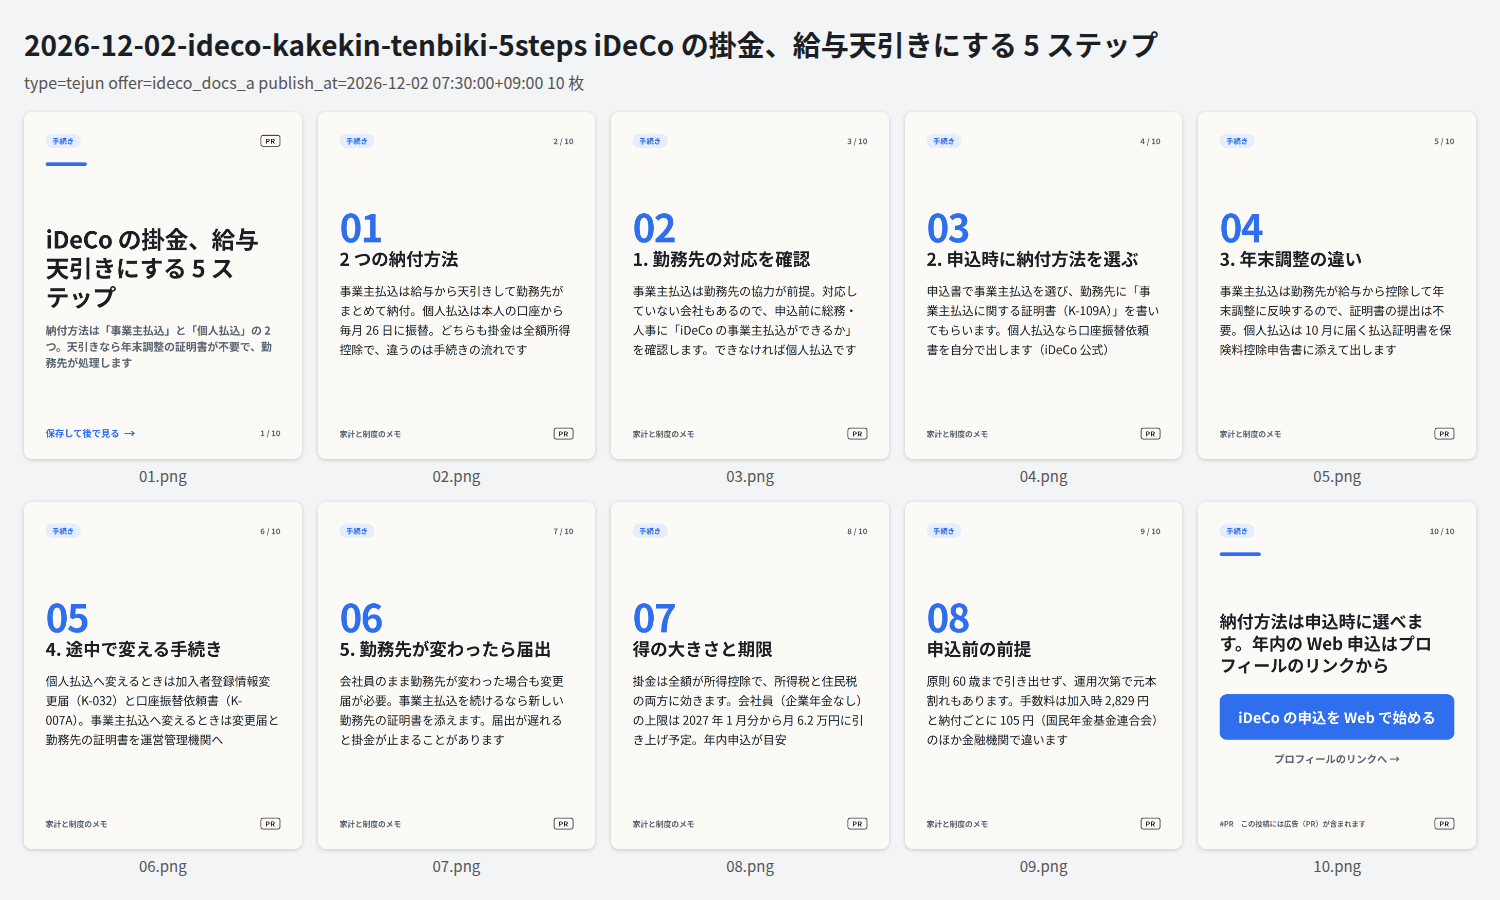 2026-12-02-ideco-kakekin-tenbiki-5steps iDeCo の掛金、給与天引きにする 5 ステップ
type=tejun offer=ideco_docs_a publish_at=2026-12-02 07:30:00+09:00 10 枚
手続き
PR
iDeCo の掛金、給与
天引きにする 5 ス
テップ
納付方法は「事業主払込」と「個人払込」の 2
つ。天引きなら年末調整の証明書が不要で、勤
務先が処理します
保存して後で見る →
1 / 10
01.png
手続き
2 / 10
01
2 つの納付方法
事業主払込は給与から天引きして勤務先が
まとめて納付。個人払込は本人の口座から
毎月 26 日に振替。どちらも掛金は全額所得
控除で、違うのは手続きの流れです
家計と制度のメモ
PR
02.png
手続き
3 / 10
02
1. 勤務先の対応を確認
事業主払込は勤務先の協力が前提。対応し
ていない会社もあるので、申込前に総務・
人事に「iDeCo の事業主払込ができるか」
を確認します。できなければ個人払込です
家計と制度のメモ
PR
03.png
手続き
4 / 10
03
2. 申込時に納付方法を選ぶ
申込書で事業主払込を選び、勤務先に「事
業主払込に関する証明書（K-109A）」を書い
てもらいます。個人払込なら口座振替依頼
書を自分で出します（iDeCo 公式）
家計と制度のメモ
PR
04.png
手続き
5 / 10
04
3. 年末調整の違い
事業主払込は勤務先が給与から控除して年
末調整に反映するので、証明書の提出は不
要。個人払込は 10 月に届く払込証明書を保
険料控除申告書に添えて出します
家計と制度のメモ
PR
05.png
手続き
6 / 10
05
4. 途中で変える手続き
個人払込へ変えるときは加入者登録情報変
更届（K-032）と口座振替依頼書（K-
007A）。事業主払込へ変えるときは変更届と
勤務先の証明書を運営管理機関へ
家計と制度のメモ
PR
06.png
手続き
7 / 10
06
5. 勤務先が変わったら届出
会社員のまま勤務先が変わった場合も変更
届が必要。事業主払込を続けるなら新しい
勤務先の証明書を添えます。届出が遅れる
と掛金が止まることがあります
家計と制度のメモ
PR
07.png
手続き
8 / 10
07
得の大きさと期限
掛金は全額が所得控除で、所得税と住民税
の両方に効きます。会社員（企業年金なし）
の上限は 2027 年 1 月分から月 6.2 万円に引
き上げ予定。年内申込が目安
家計と制度のメモ
PR
08.png
手続き
9 / 10
08
申込前の前提
原則 60 歳まで引き出せず、運用次第で元本
割れもあります。手数料は加入時 2,829 円
と納付ごとに 105 円（国民年金基金連合会）
のほか金融機関で違います
家計と制度のメモ
PR
09.png
手続き
10 / 10
納付方法は申込時に選べま
す。年内の Web 申込はプロ
フィールのリンクから
iDeCo の申込を Web で始める
プロフィールのリンクへ →
#PR この投稿には広告（PR）が含まれます
PR
10.png